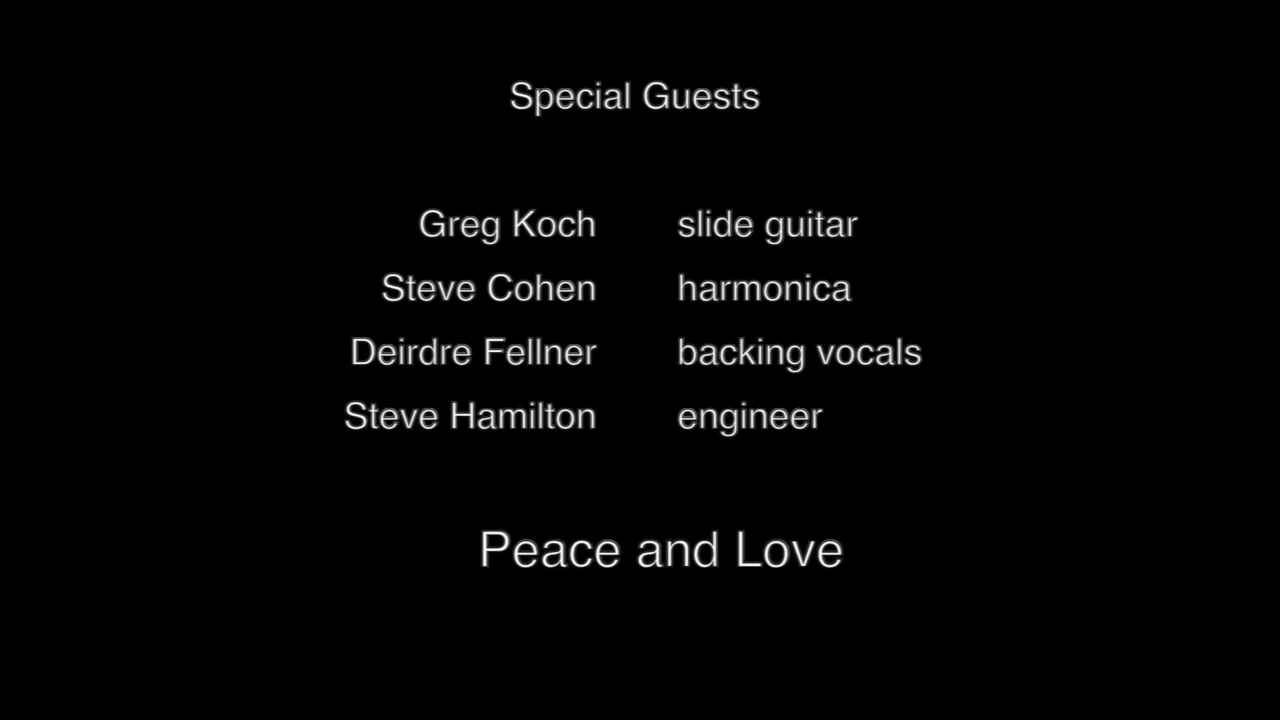 Special Guests
Greg Koch slide guitar
Steve Cohen harmonica
Deirdre Fellner backing vocals
Steve Hamilton engineer
Peace and Love